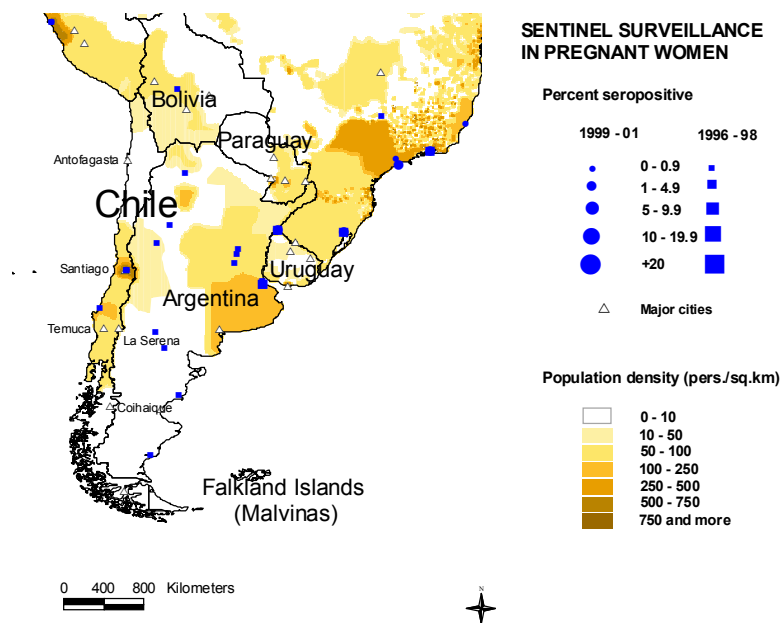 SENTINEL SURVEILLANCE
IN PREGNANT WOMEN
Percent seropositive
1999 - 01
1996 - 98
0 - 0.9
1 - 4.9
5 - 9.9
10 - 19.9
+20
Major cities
Population density (pers./sq.km)
0 - 10
10 - 50
50 - 100
100 - 250
250 - 500
500 - 750
750 and more
Bolivia
Paraguay
Antofagasta
Chile
Santiago
Uruguay
Argentina
Temuca
La Serena
Coihaique
Falkland Islands
(Malvinas)
0 400 800 Kilometers
N